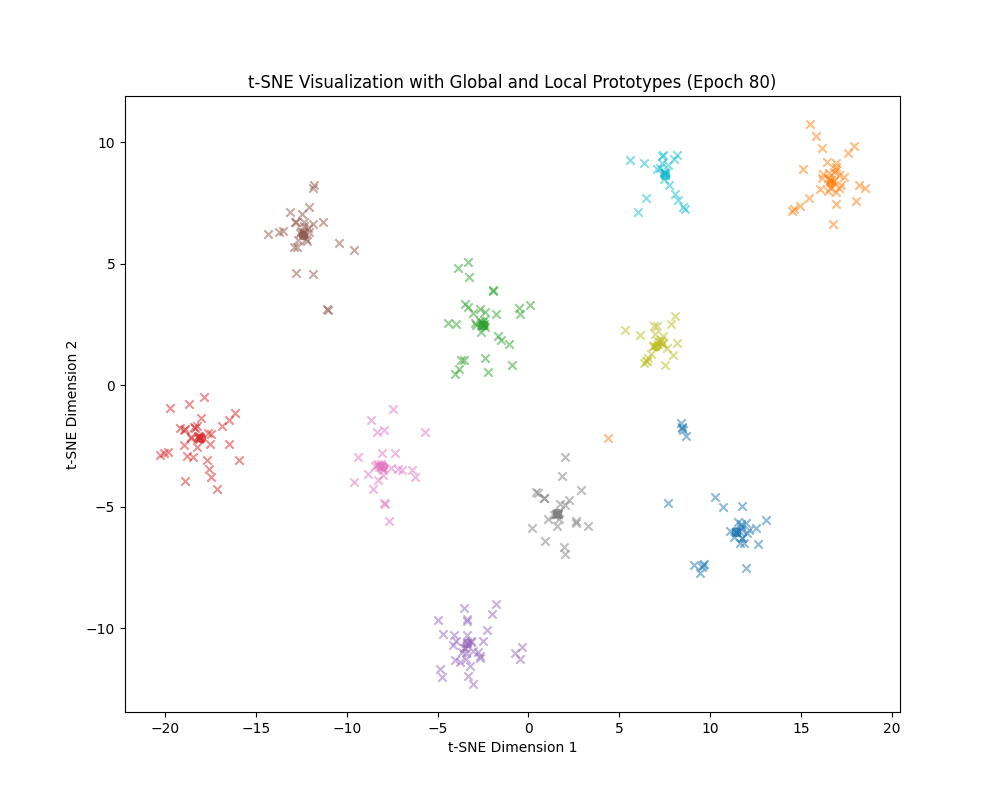 t-SNE Visualization with Global and Local Prototypes (Epoch 80)
10
5
0
−5
−10
t-SNE Dimension 2
−20 −15 −10 −5 0 5 10 15 20
t-SNE Dimension 1